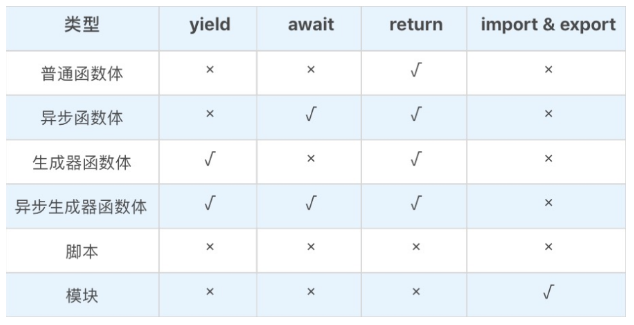 类型 yield await return import & export
普通函数体 × × √ ×
异步函数体 × √ √ ×
生成器函数体 √ × √ ×
异步生成器函数体 √ √ √ ×
脚本 × × × ×
模块 × × × √